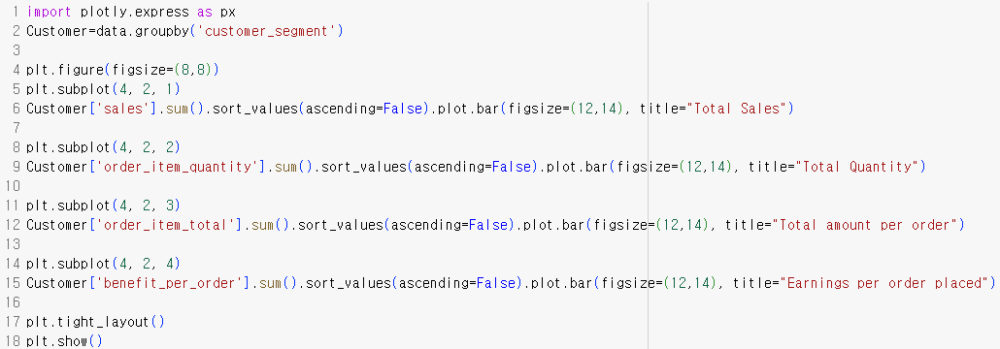 1 import plotly.express as px
2 Customer=data.groupby('customer_segment')
3
4 plt.figure(figsize=(8,8))
5 plt.subplot(4, 2, 1)
6 Customer['sales'].sum().sort_values(ascending=False).plot.bar(figsize=(12,14), title="Total Sales")
7
8 plt.subplot(4, 2, 2)
9 Customer['order_item_quantity'].sum().sort_values(ascending=False).plot.bar(figsize=(12,14), title="Total Quantity")
10
11 plt.subplot(4, 2, 3)
12 Customer['order_item_total'].sum().sort_values(ascending=False).plot.bar(figsize=(12,14), title="Total amount per order")
13
14 plt.subplot(4, 2, 4)
15 Customer['benefit_per_order'].sum().sort_values(ascending=False).plot.bar(figsize=(12,14), title="Earnings per order placed")
16
17 plt.tight_layout()
18 plt.show()